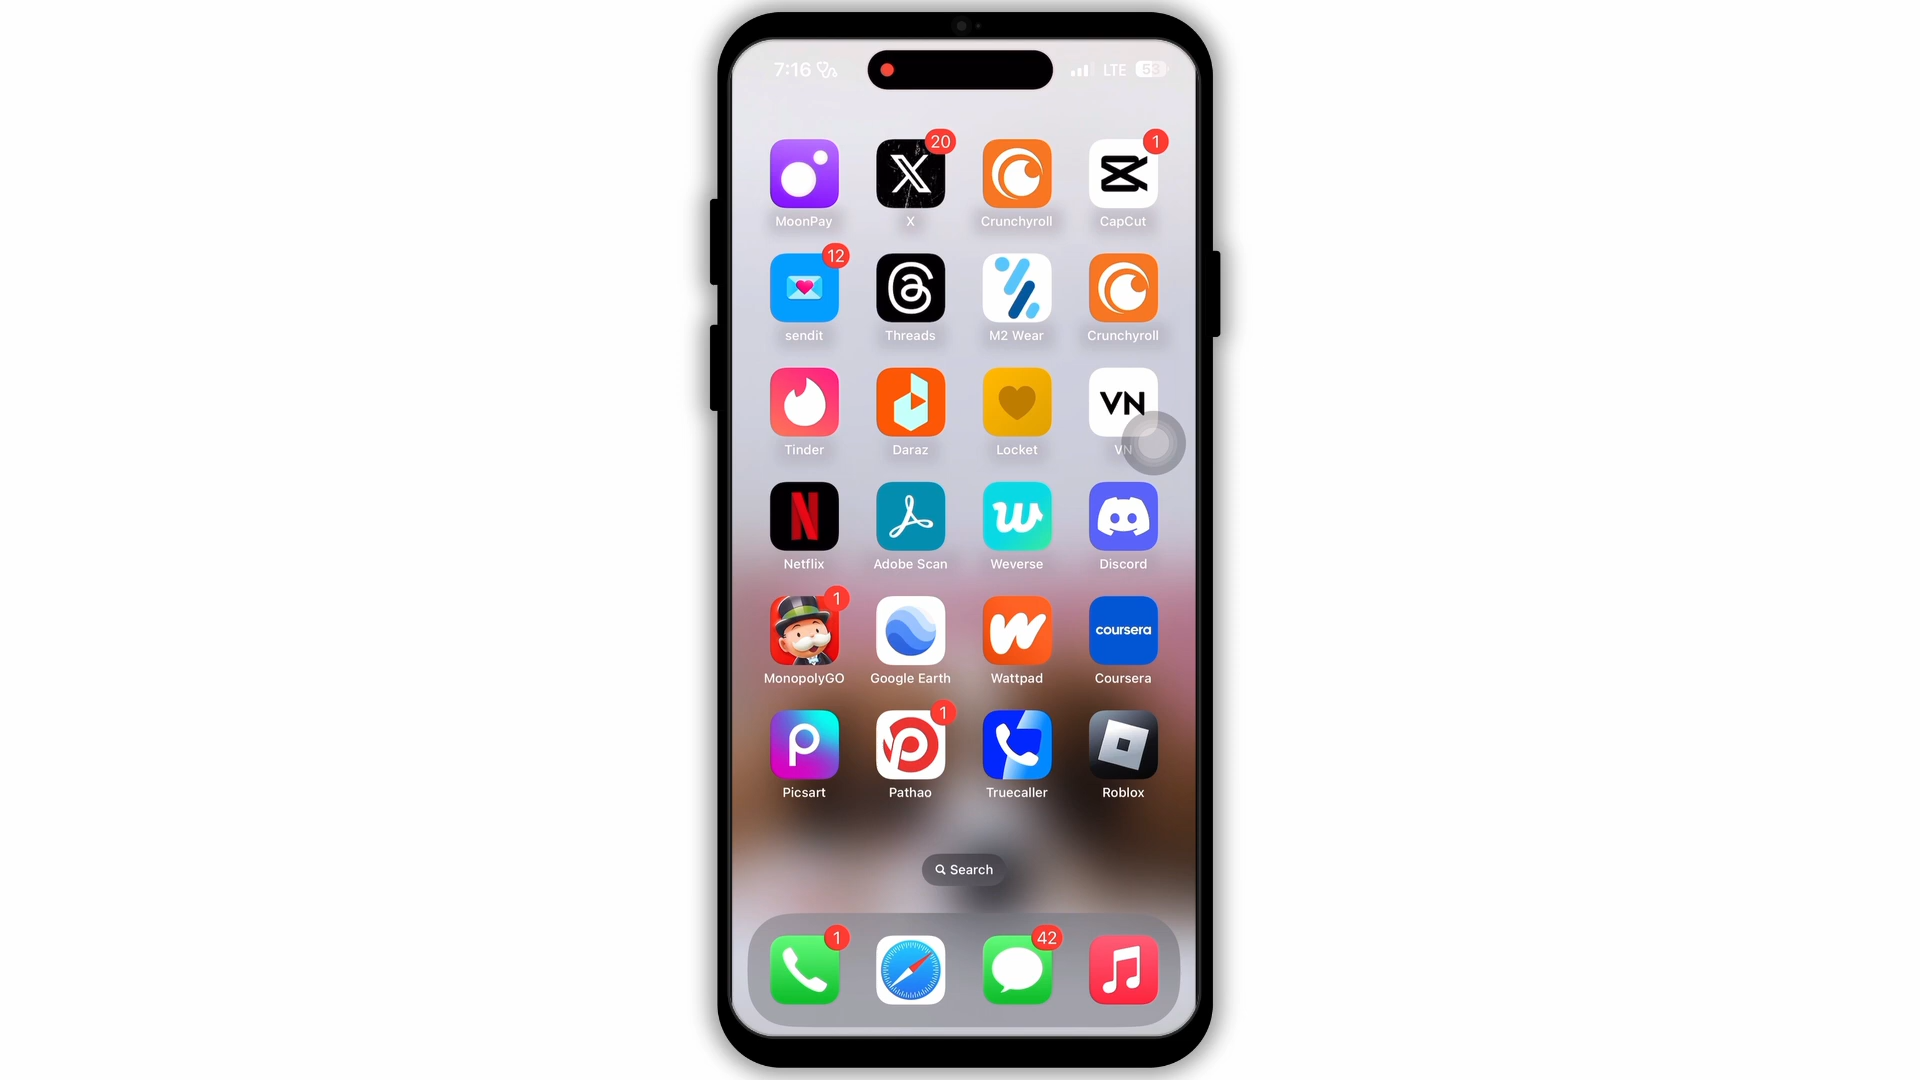 7:16 LTE 53
20 1
MoonPay X Crunchyroll CapCut
12
sendit Threads M2 Wear Crunchyroll
VN
Tinder Daraz Locket VN
Netflix Adobe Scan Weverse Discord
1
coursera
MonopolyGO Google Earth Wattpad Coursera
1
Picsart Pathao Truecaller Roblox
Search
1 42